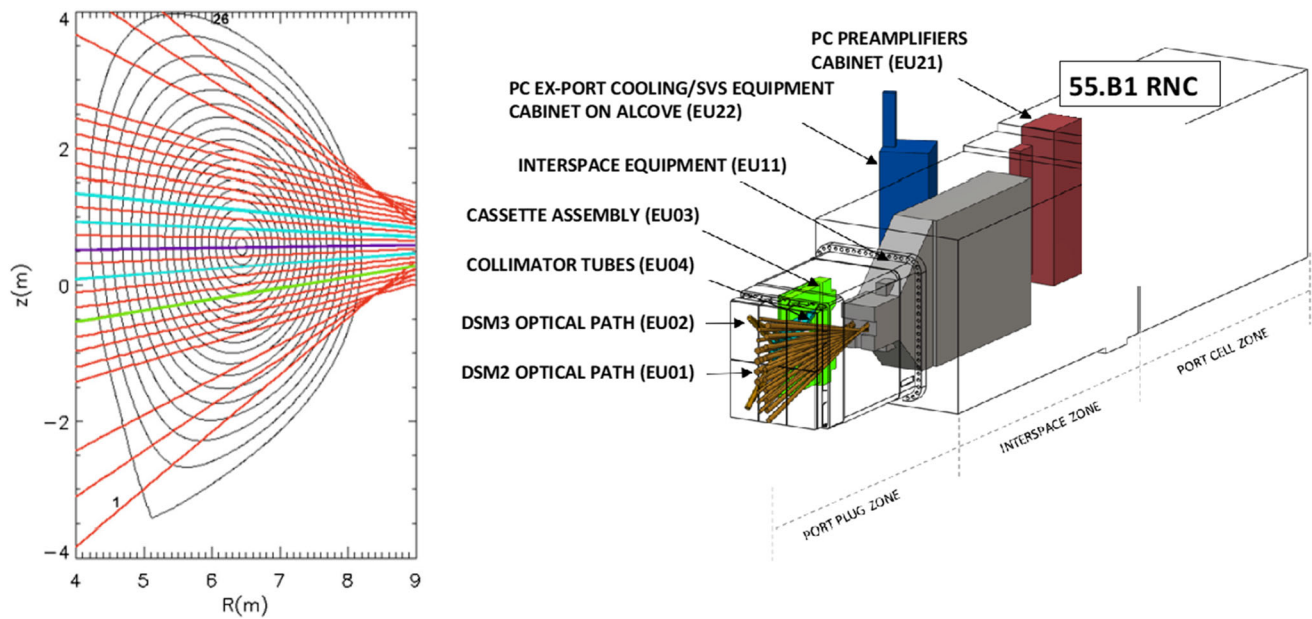 4
26
2
z(m)
0
−2
1
−4
4 5 6 7 8 9
R(m)
PC PREAMPLIFIERS
CABINET (EU21)
55.B1 RNC
PC EX-PORT COOLING/SVS EQUIPMENT
CABINET ON ALCOVE (EU22)
INTERSPACE EQUIPMENT (EU11)
CASSETTE ASSEMBLY (EU03)
COLLIMATOR TUBES (EU04)
DSM3 OPTICAL PATH (EU02)
DSM2 OPTICAL PATH (EU01)
PORT CELL ZONE
INTERSPACE ZONE
PORT PLUG ZONE